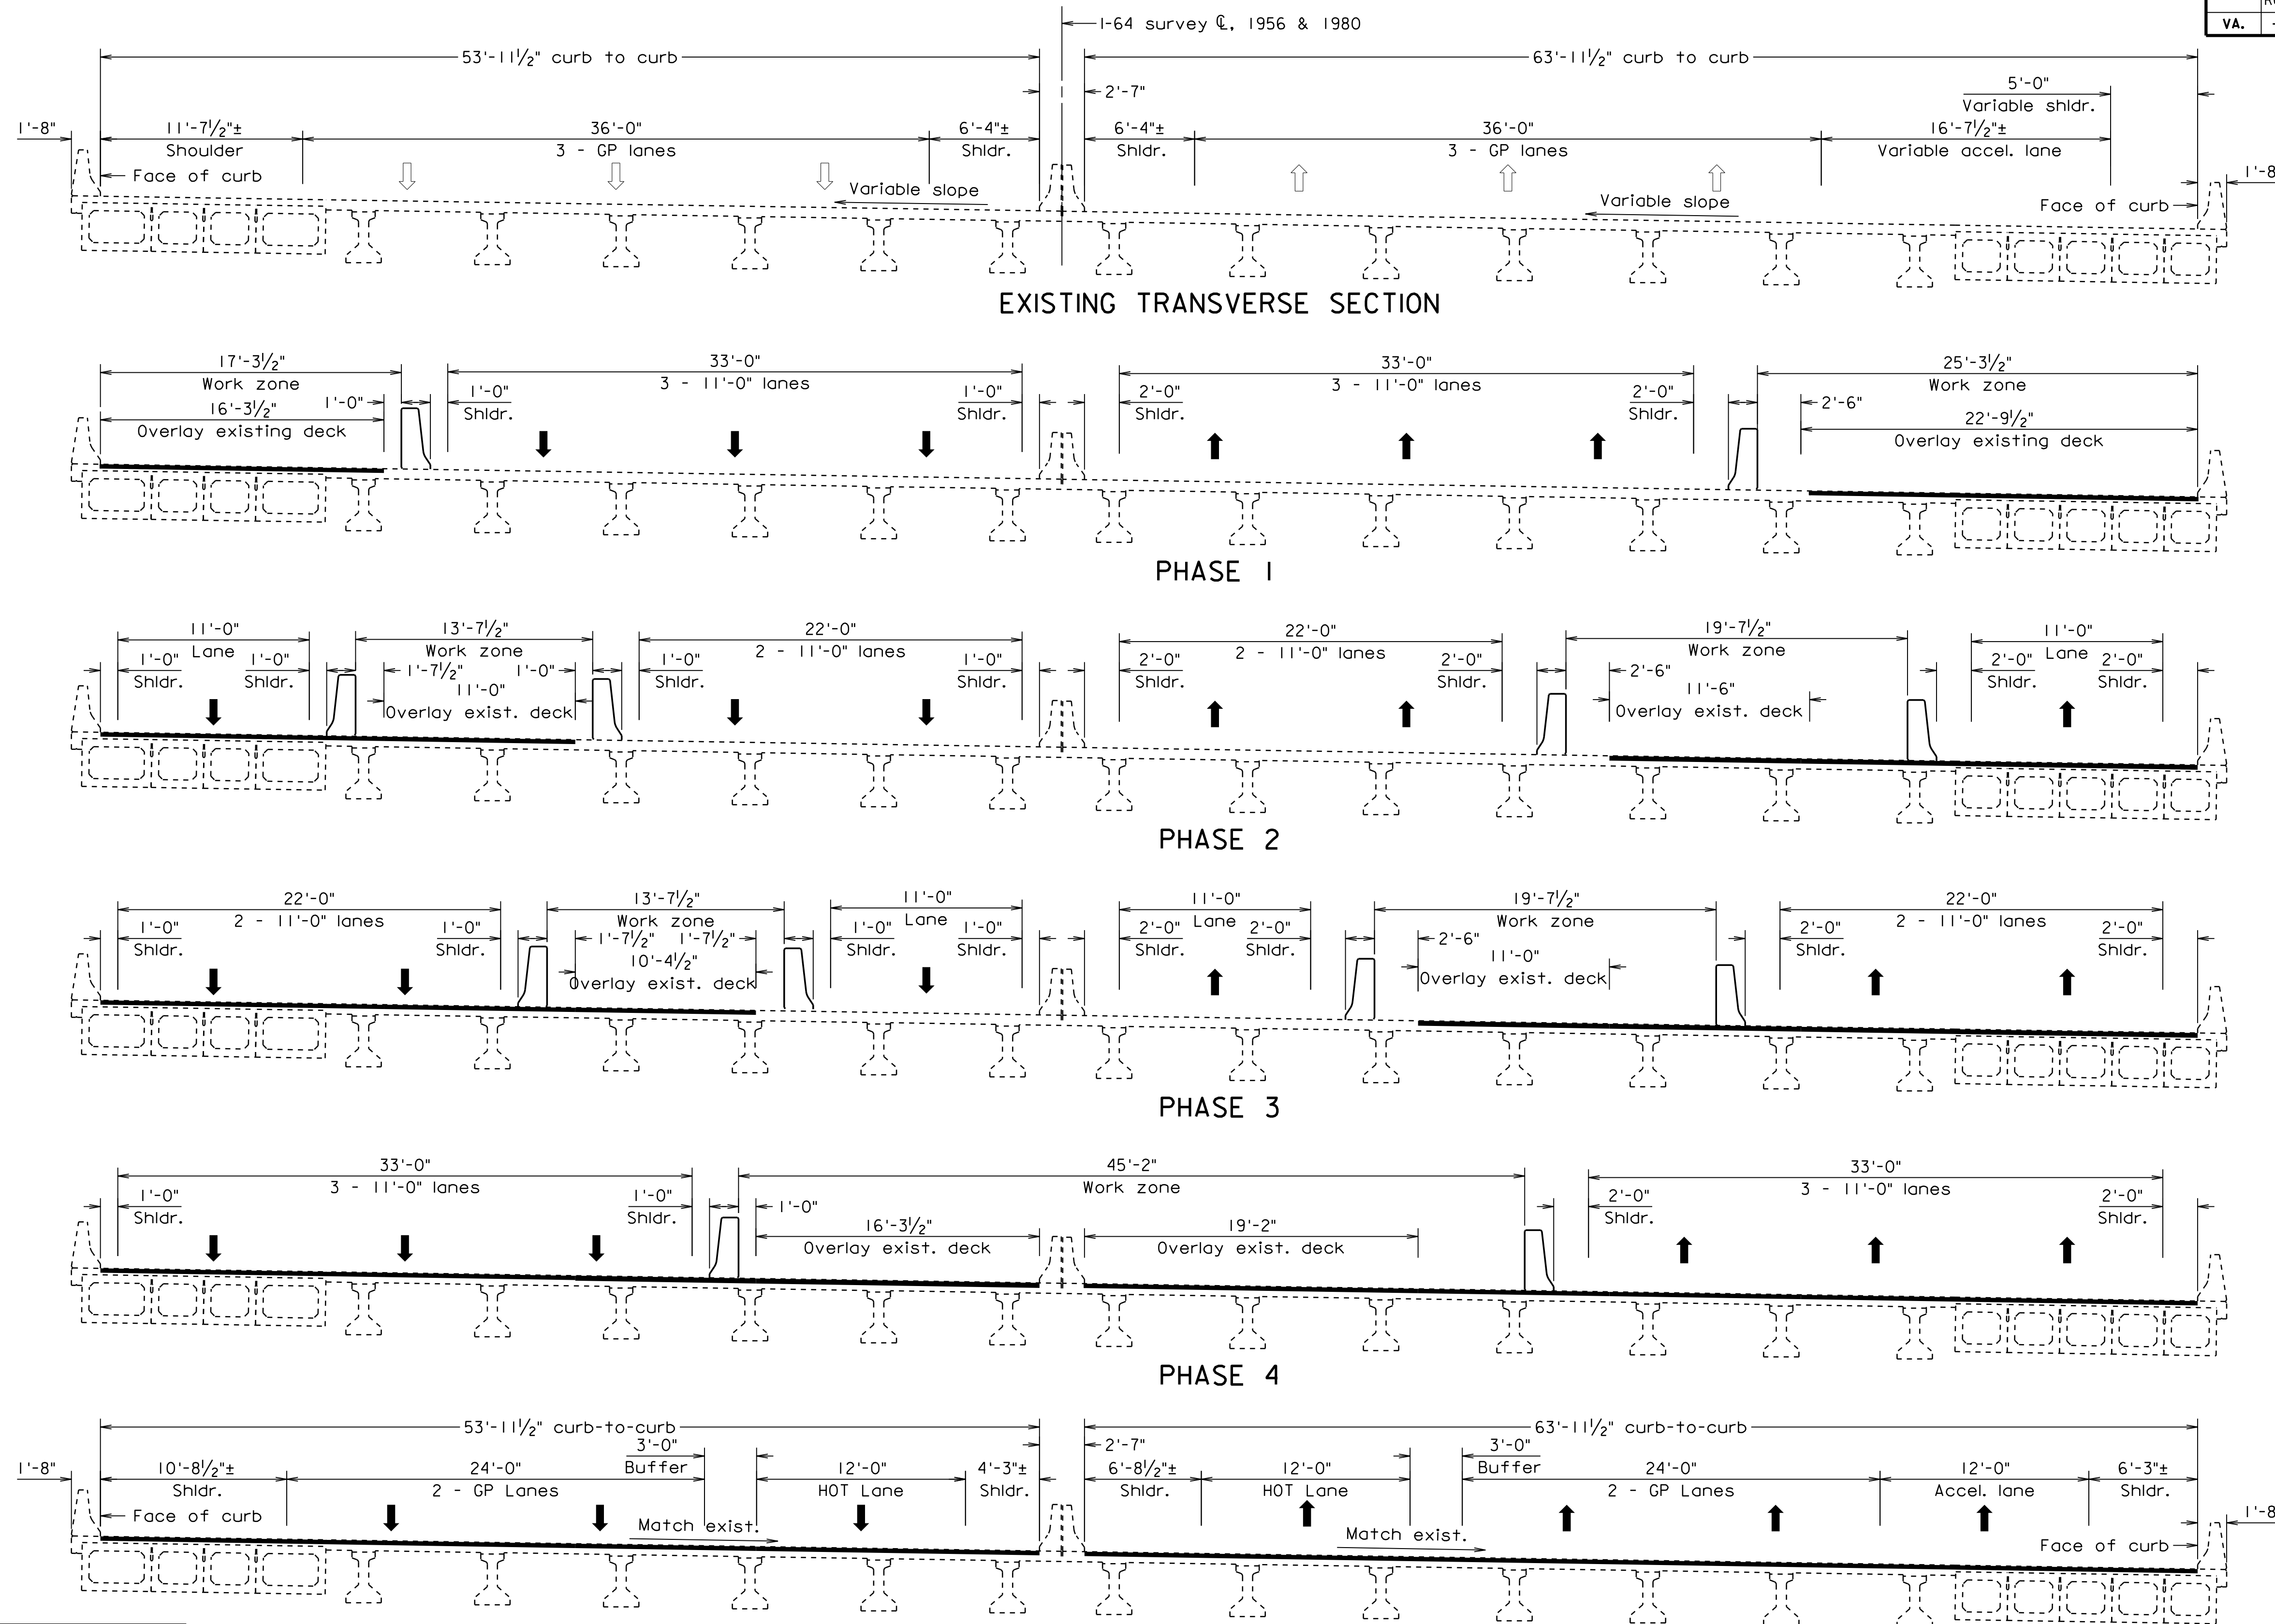 VA.
I-64 survey ℄, 1956 & 1980
53'-11½" curb to curb
63'-11½" curb to curb
2'-7"
5'-0"
Variable shldr.
1'-8"
11'-7½"±
Shoulder
36'-0"
3 - GP lanes
6'-4"±
Shldr.
6'-4"±
Shldr.
36'-0"
3 - GP lanes
16'-7½"±
Variable accel. lane
Face of curb
Variable slope
Variable slope
Face of curb
EXISTING TRANSVERSE SECTION
17'-3½"
Work zone
33'-0"
3 - 11'-0" lanes
33'-0"
3 - 11'-0" lanes
25'-3½"
Work zone
16'-3½"
Overlay existing deck
1'-0"
1'-0"
Shldr.
1'-0"
Shldr.
2'-0"
Shldr.
2'-0"
Shldr.
2'-6"
22'-9½"
Overlay existing deck
PHASE 1
11'-0"
Lane
13'-7½"
Work zone
22'-0"
2 - 11'-0" lanes
22'-0"
2 - 11'-0" lanes
19'-7½"
Work zone
11'-0"
Lane
1'-0"
Shldr.
1'-0"
Shldr.
1'-7½"
1'-0"
11'-0"
Overlay exist. deck
1'-0"
Shldr.
1'-0"
Shldr.
2'-0"
Shldr.
2'-0"
Shldr.
2'-6"
11'-6"
Overlay exist. deck
2'-0"
Shldr.
2'-0"
Shldr.
PHASE 2
22'-0"
2 - 11'-0" lanes
13'-7½"
Work zone
11'-0"
Lane
11'-0"
Lane
19'-7½"
Work zone
22'-0"
2 - 11'-0" lanes
1'-0"
Shldr.
1'-0"
Shldr.
1'-7½"
1'-7½"
10'-4½"
Overlay exist. deck
1'-0"
Shldr.
1'-0"
Shldr.
2'-0"
Shldr.
2'-0"
Shldr.
2'-6"
11'-0"
Overlay exist. deck
2'-0"
Shldr.
2'-0"
Shldr.
PHASE 3
33'-0"
3 - 11'-0" lanes
45'-2"
Work zone
33'-0"
3 - 11'-0" lanes
1'-0"
Shldr.
1'-0"
Shldr.
1'-0"
16'-3½"
Overlay exist. deck
19'-2"
Overlay exist. deck
2'-0"
Shldr.
2'-0"
Shldr.
PHASE 4
53'-11½" curb-to-curb
63'-11½" curb-to-curb
3'-0"
Buffer
2'-7"
3'-0"
Buffer
1'-8"
10'-8½"±
Shldr.
24'-0"
2 - GP Lanes
12'-0"
HOT Lane
4'-3"±
Shldr.
6'-8½"±
Shldr.
12'-0"
HOT Lane
24'-0"
2 - GP Lanes
12'-0"
Accel. lane
6'-3"±
Shldr.
Face of curb
Match exist.
Match exist.
Face of curb